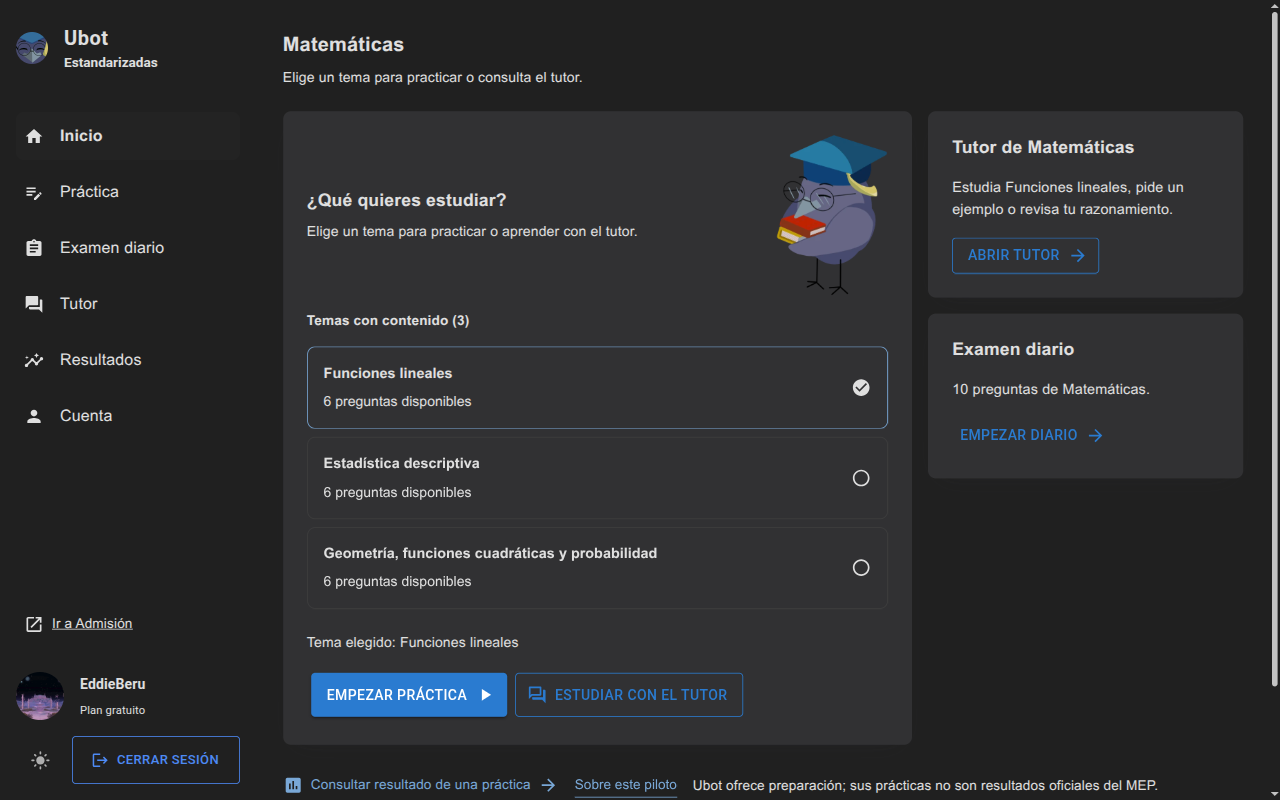 Ubot
Estandarizadas
Inicio
Práctica
Examen diario
Tutor
Resultados
Cuenta
Ir a Admisión
EddieBeru
Plan gratuito
CERRAR SESIÓN
Matemáticas
Elige un tema para practicar o consulta el tutor.
¿Qué quieres estudiar?
Elige un tema para practicar o aprender con el tutor.
Temas con contenido (3)
Funciones lineales
6 preguntas disponibles
Estadística descriptiva
6 preguntas disponibles
Geometría, funciones cuadráticas y probabilidad
6 preguntas disponibles
Tema elegido: Funciones lineales
EMPEZAR PRÁCTICA
ESTUDIAR CON EL TUTOR
Tutor de Matemáticas
Estudia Funciones lineales, pide un
ejemplo o revisa tu razonamiento.
ABRIR TUTOR
Examen diario
10 preguntas de Matemáticas.
EMPEZAR DIARIO
Consultar resultado de una práctica
Sobre este piloto
Ubot ofrece preparación; sus prácticas no son resultados oficiales del MEP.